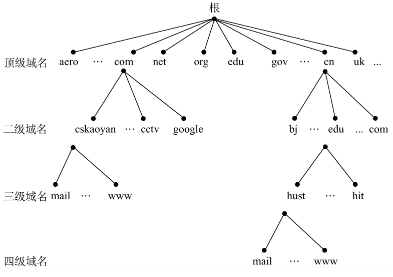 根
顶级域名 aero … com net org edu gov … cn uk ...
二级域名 cskaoyan … cctv google bj … edu ... com
三级域名 mail … www hust … hit
四级域名 mail … www